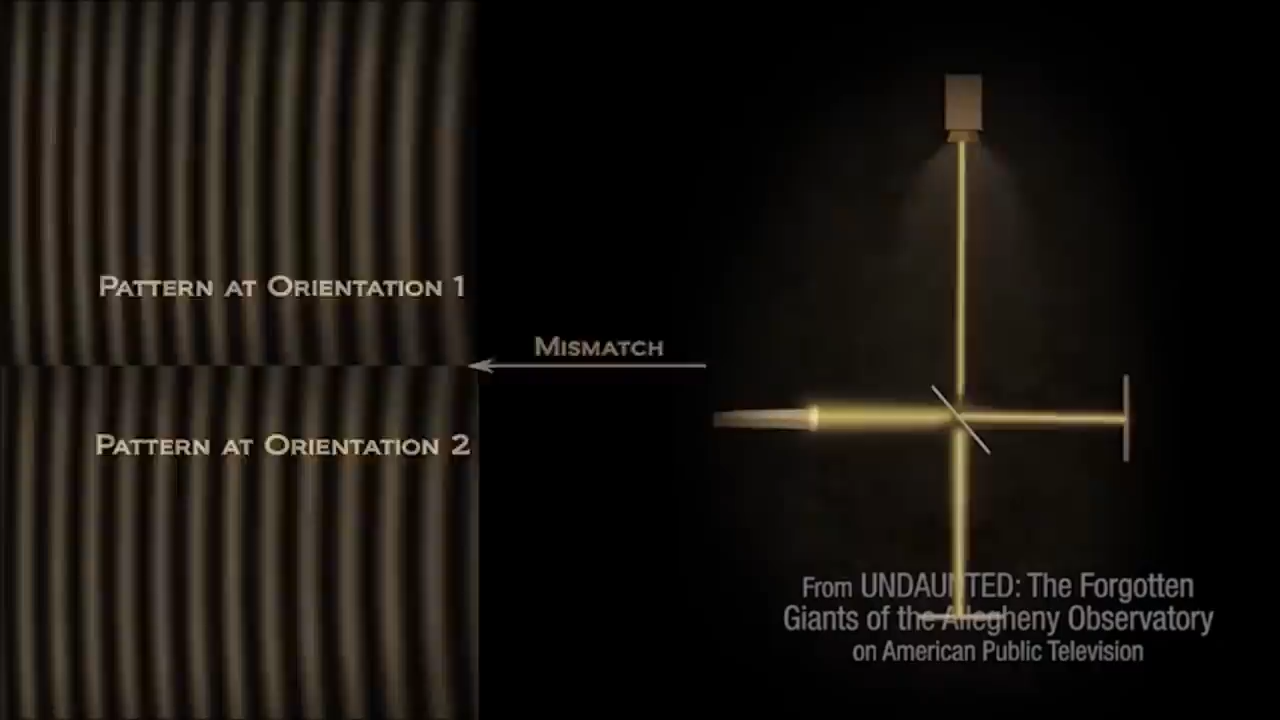 Pattern at Orientation 1
Mismatch
Pattern at Orientation 2
From UNDAUNTED: The Forgotten
Giants of the Allegheny Observatory
on American Public Television